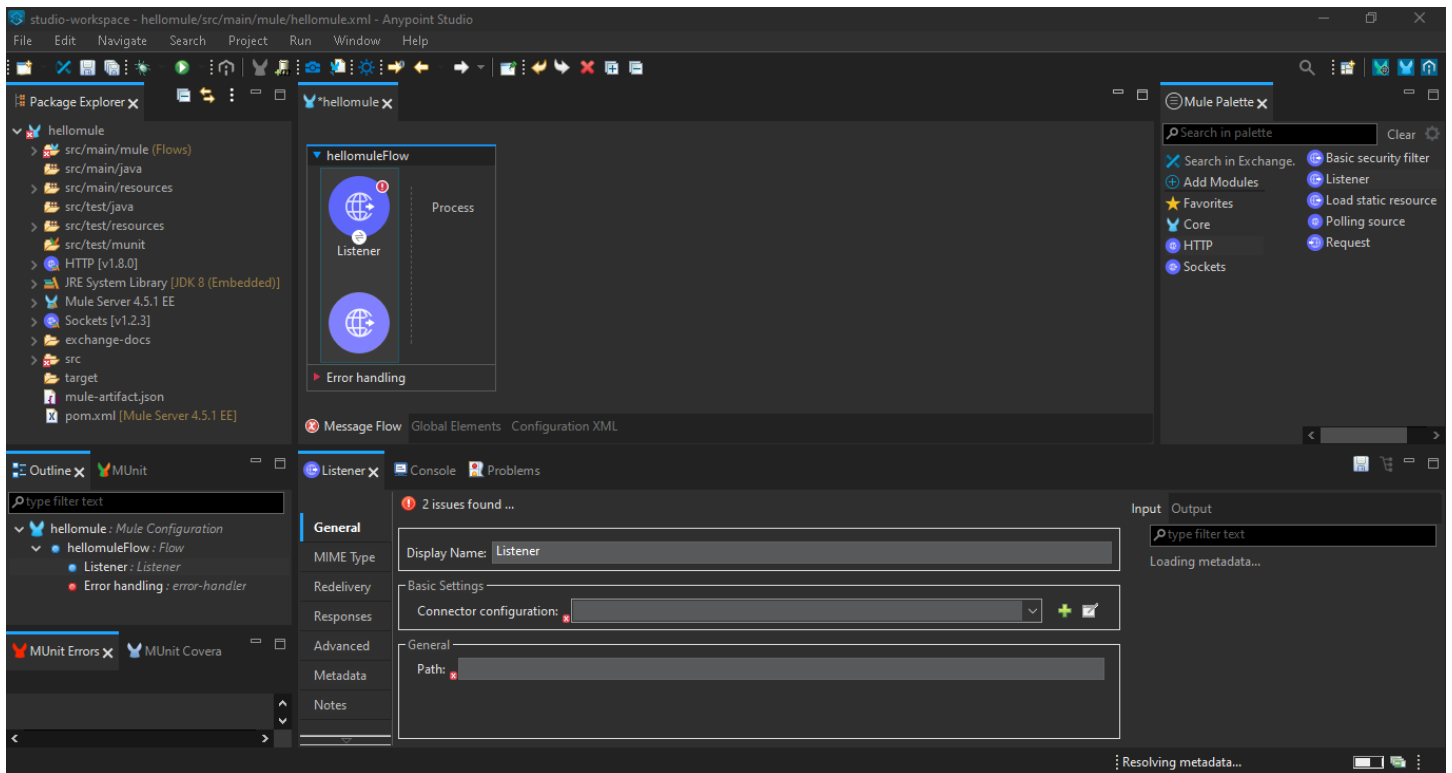 studio-workspace - hellomule/src/main/mule/hellomule.xml - Anypoint Studio
File Edit Navigate Search Project Run Window Help
Package Explorer
hellomule
src/main/mule (Flows)
src/main/java
src/main/resources
src/test/java
src/test/resources
src/test/munit
HTTP [v1.8.0]
JRE System Library [JDK 8 (Embedded)]
Mule Server 4.5.1 EE
Sockets [v1.2.3]
exchange-docs
src
target
mule-artifact.json
pom.xml [Mule Server 4.5.1 EE]
*hellomule
hellomuleFlow
Listener
Process
Error handling
Message Flow Global Elements Configuration XML
Mule Palette
Search in palette Clear
Search in Exchange.
Add Modules
Favorites
Core
HTTP
Sockets
Basic security filter
Listener
Load static resource
Polling source
Request
Outline MUnit
type filter text
hellomule : Mule Configuration
hellomuleFlow : Flow
Listener : Listener
Error handling : error-handler
MUnit Errors MUnit Covera
Listener Console Problems
2 issues found ...
General
MIME Type
Redelivery
Responses
Advanced
Metadata
Notes
Display Name: Listener
Basic Settings
Connector configuration:
General
Path:
Input Output
type filter text
Loading metadata...
Resolving metadata...